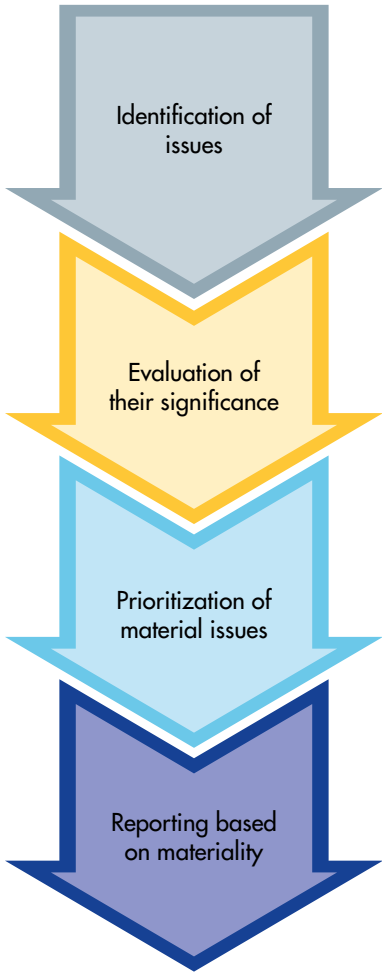 Identification of
issues
Evaluation of
their significance
Prioritization of
material issues
Reporting based
on materiality